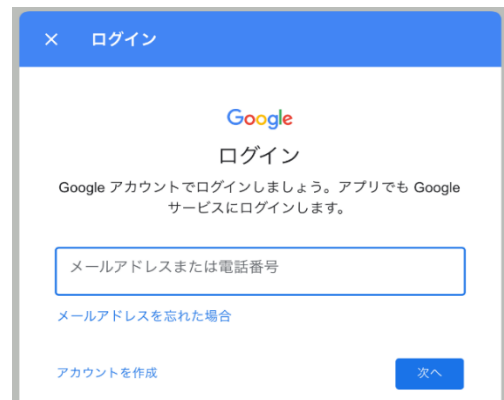 × ログイン
Google
ログイン
Google アカウントでログインしましょう。アプリでも Google
サービスにログインします。
メールアドレスまたは電話番号
メールアドレスを忘れた場合
アカウントを作成
次へ